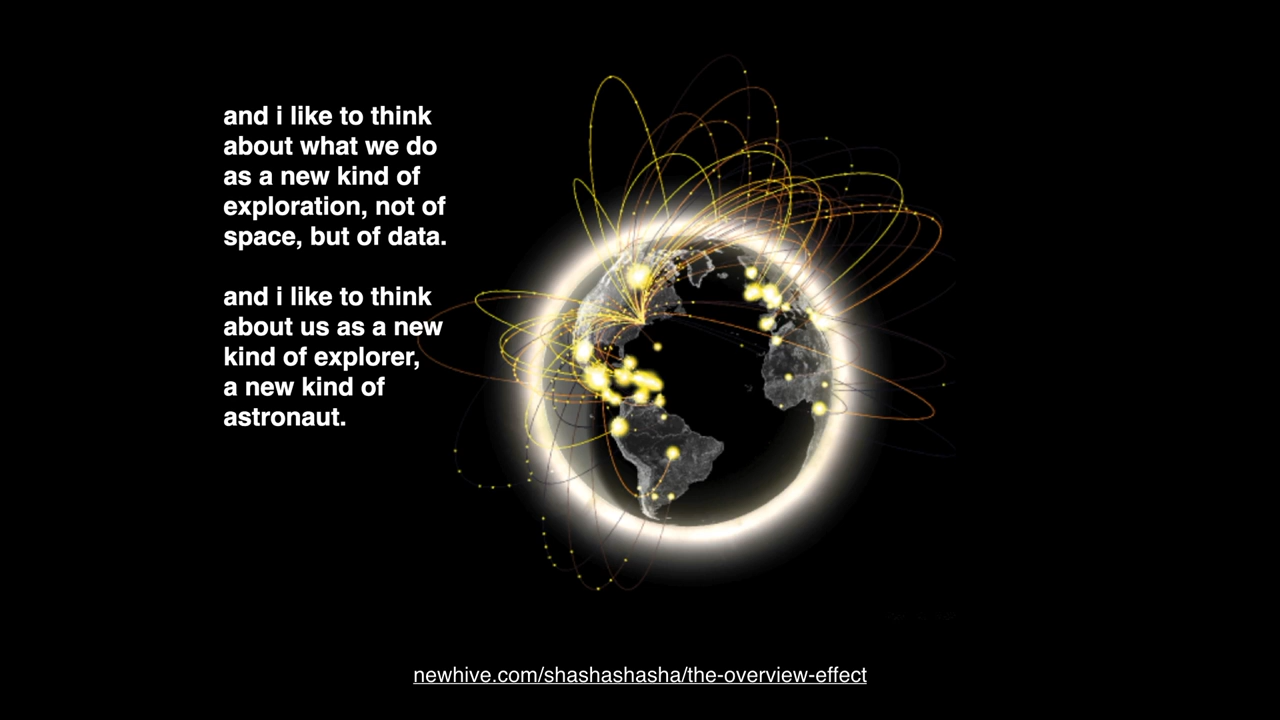 and i like to think
about what we do
as a new kind of
exploration, not of
space, but of data.
and i like to think
about us as a new
kind of explorer,
a new kind of
astronaut.
newhive.com/shashashasha/the-overview-effect